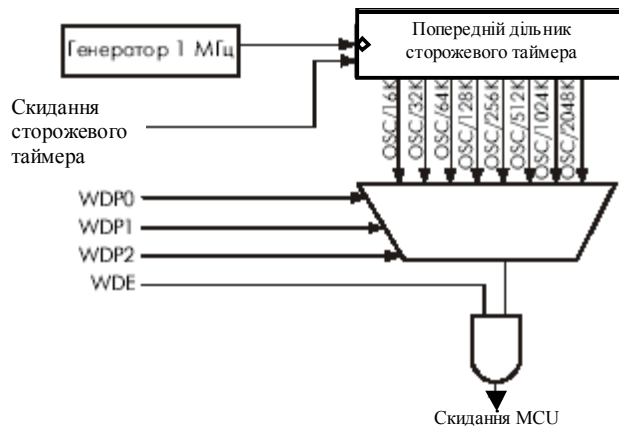 Генератор 1 МГц
Попередній дільник
сторожевого таймера
Скидання
сторожевого
таймера
OSC/16K
OSC/32K
OSC/64K
OSC/128K
OSC/256K
OSC/512K
OSC/1024K
OSC/2048K
WDP0
WDP1
WDP2
WDE
Скидання MCU